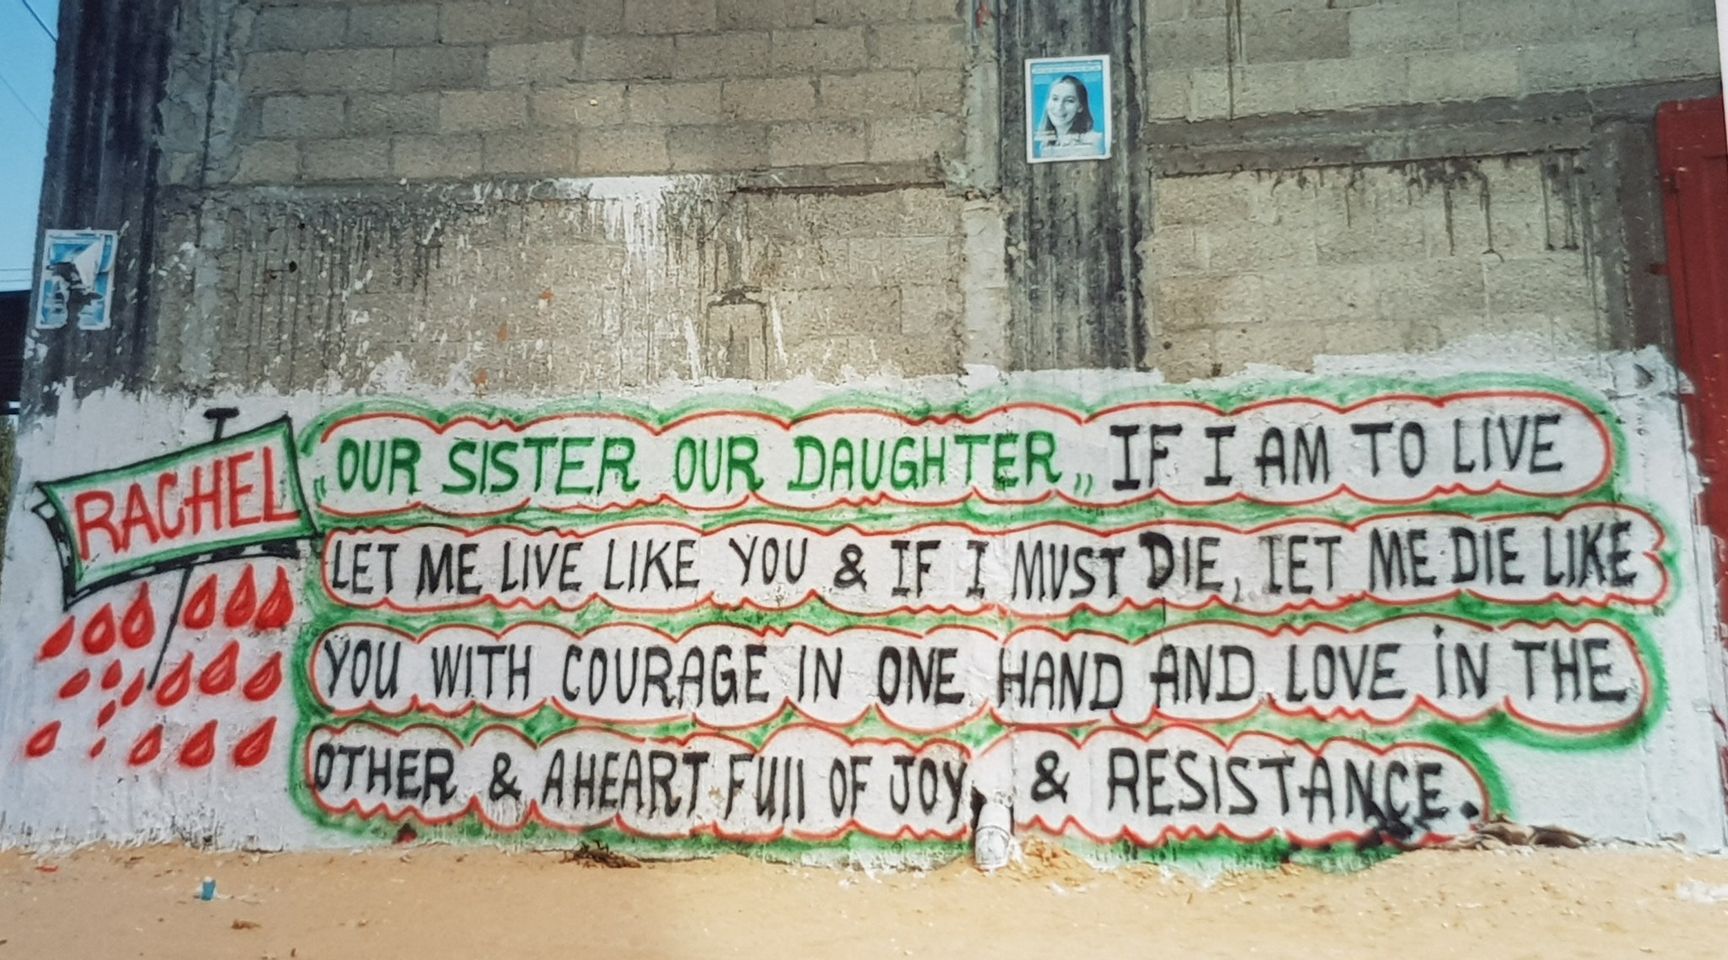 RACHEL
„OUR SISTER OUR DAUGHTER„ IF I AM TO LIVE
LET ME LIVE LIKE YOU & IF I MUST DIE, LET ME DIE LIKE
YOU WITH COURAGE IN ONE HAND AND LOVE iN THE
OTHER & A HEART FUll OF JOY, & RESISTANCE.